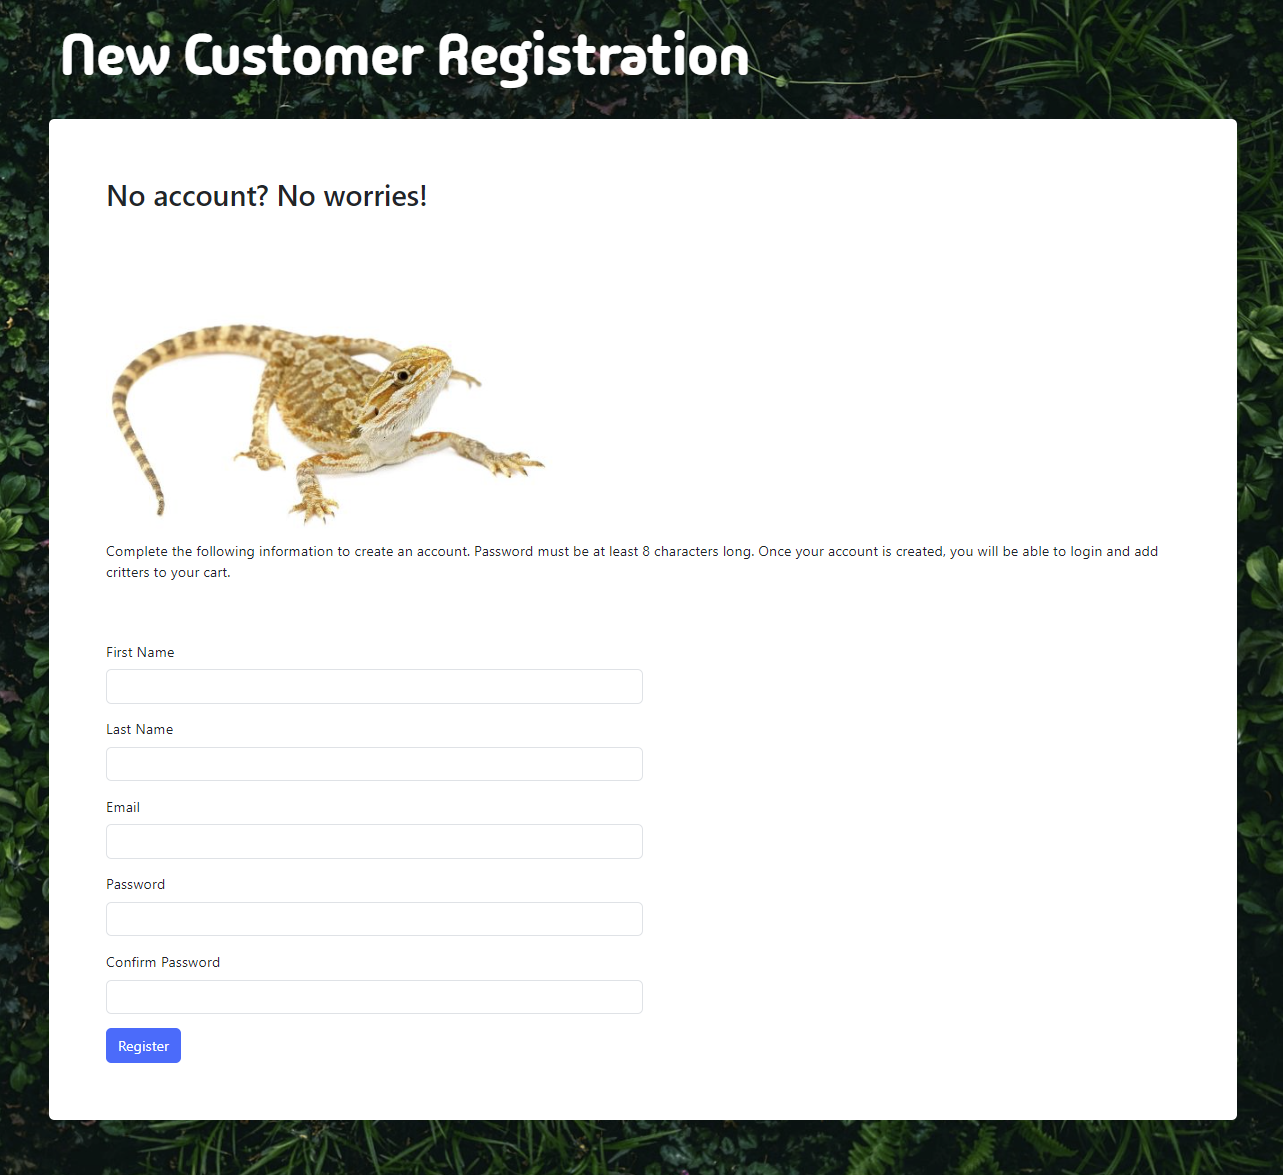 New Customer Registration
No account? No worries!
Complete the following information to create an account. Password must be at least 8 characters long. Once your account is created, you will be able to login and add
critters to your cart.
First Name
Last Name
Email
Password
Confirm Password
Register